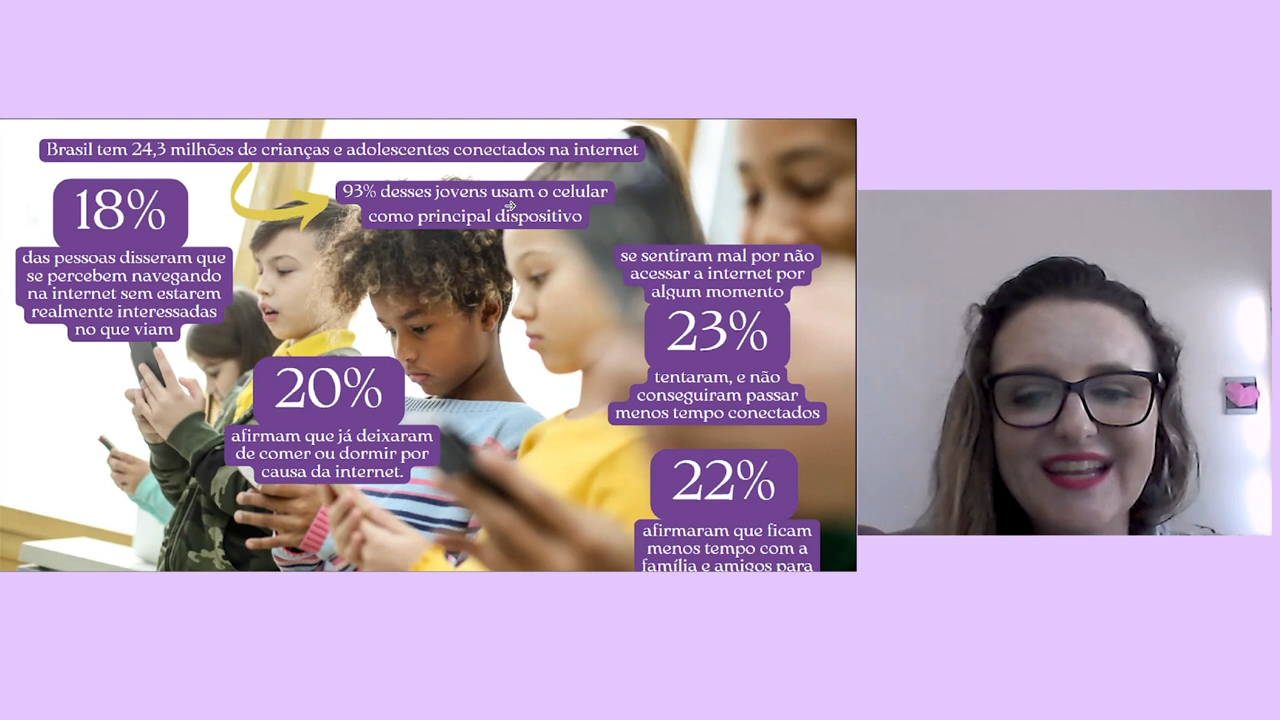 Brasil tem 24,3 milhões de crianças e adolescentes conectados na internet
93% desses jovens usam o celular
como principal dispositivo
18%
das pessoas disseram que
se percebem navegando
na internet sem estarem
realmente interessadas
no que viam
20%
afirmam que já deixaram
de comer ou dormir por
causa da internet.
se sentiram mal por não
acessar a internet por
algum momento
23%
tentaram, e não
conseguiram passar
menos tempo conectados
22%
afirmaram que ficam
menos tempo com a
família e amigos para